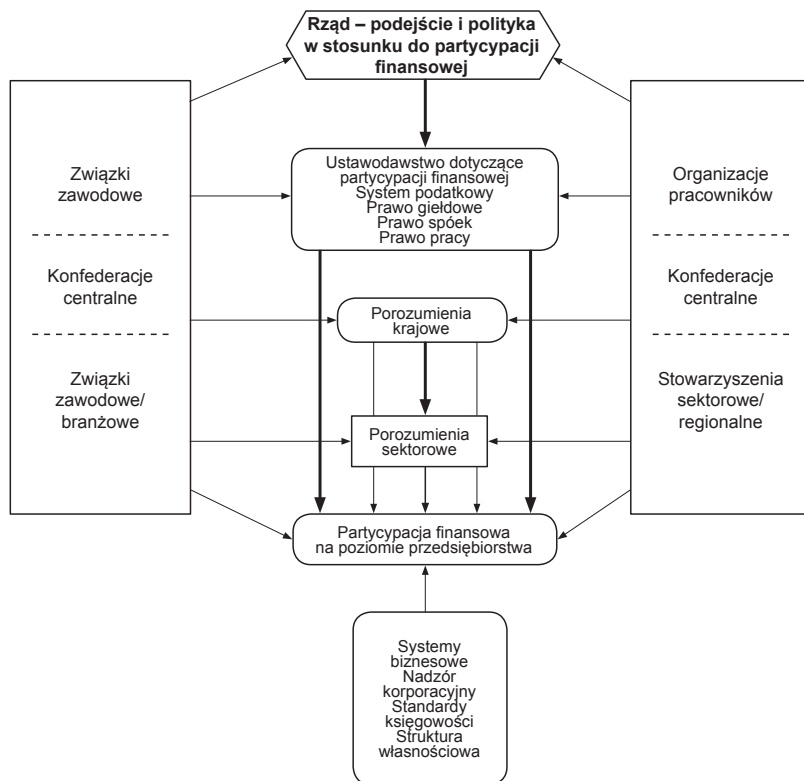 Rząd – podejście i polityka
w stosunku do partycypacji
finansowej
Związki
zawodowe
Konfederacje
centralne
Związki
zawodowe/
branżowe
Ustawodawstwo dotyczące
partycypacji finansowej
System podatkowy
Prawo giełdowe
Prawo spóek
Prawo pracy
Porozumienia
krajowe
Porozumienia
sektorowe
Partycypacja finansowa
na poziomie przedsiębiorstwa
Systemy
biznesowe
Nadzór
korporacyjny
Standardy
księgowości
Struktura
własnościowa
Organizacje
pracowników
Konfederacje
centralne
Stowarzyszenia
sektorowe/
regionalne